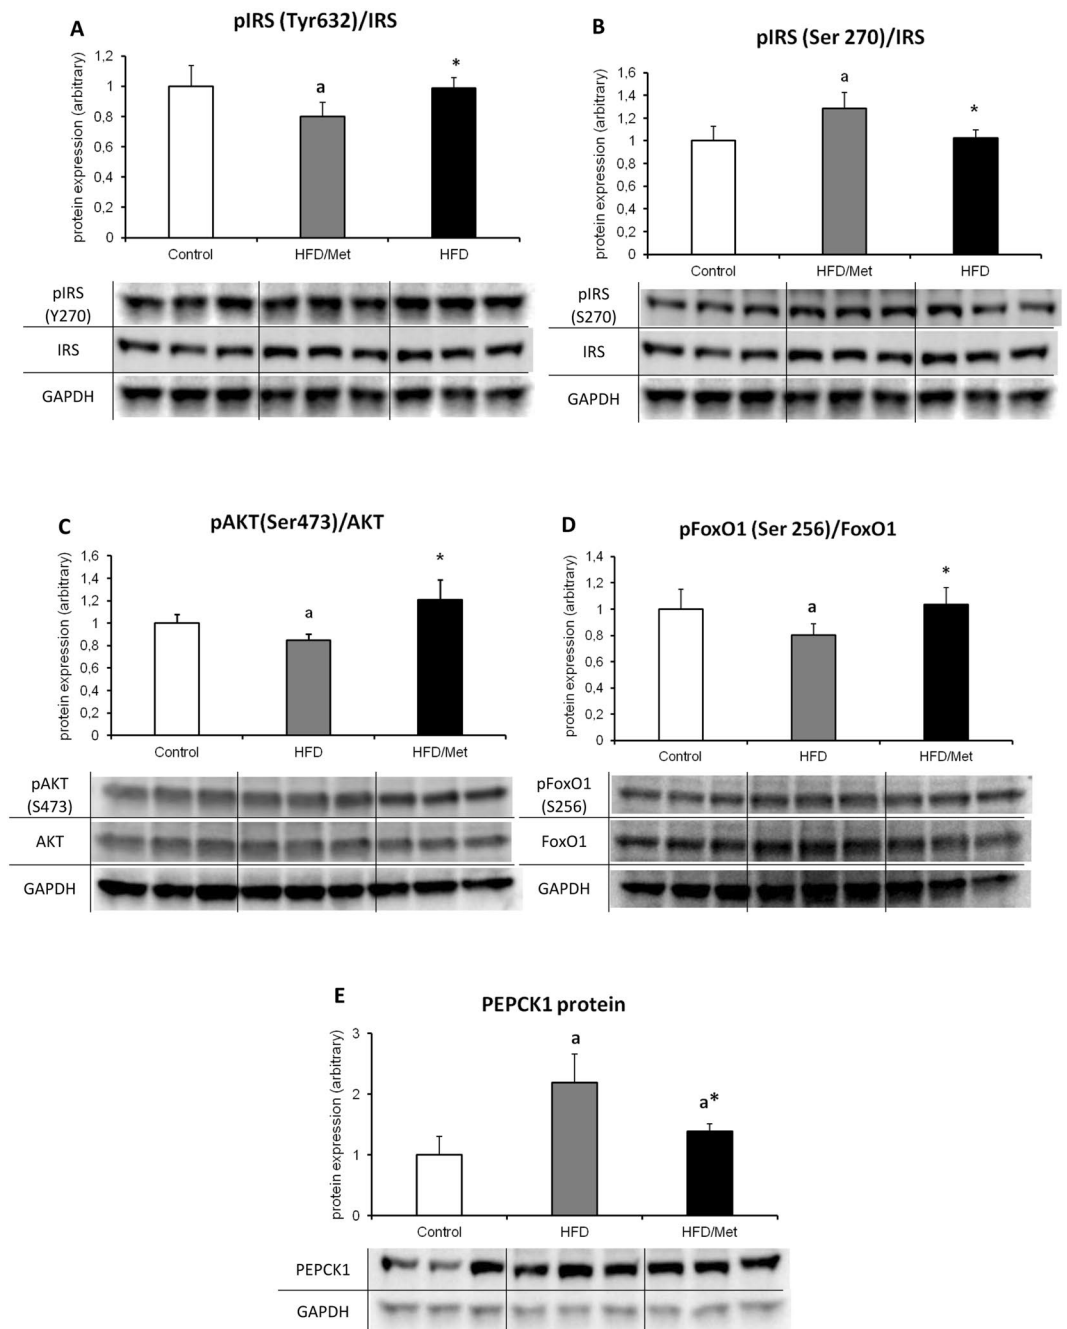 A
pIRS (Tyr632)/IRS
protein expression (arbitrary)
1,2
1
0,8
0,6
0,4
0,2
0
a
*
Control
HFD/Met
HFD
pIRS
(Y270)
IRS
GAPDH
B
pIRS (Ser 270)/IRS
protein expression (arbitrary)
1,6
1,4
1,2
1
0,8
0,6
0,4
0,2
0
a
*
Control
HFD/Met
HFD
pIRS
(S270)
IRS
GAPDH
C
pAKT(Ser473)/AKT
protein expression (arbitrary)
1,6
1,4
1,2
1
0,8
0,6
0,4
0,2
0
a
*
Control
HFD
HFD/Met
pAKT
(S473)
AKT
GAPDH
D
pFoxO1 (Ser 256)/FoxO1
protein expression (arbitrary)
1,4
1,2
1
0,8
0,6
0,4
0,2
0
a
*
Control
HFD
HFD/Met
pFoxO1
(S256)
FoxO1
GAPDH
E
PEPCK1 protein
protein expression (arbitrary)
3
2
1
0
a
a*
Control
HFD
HFD/Met
PEPCK1
GAPDH